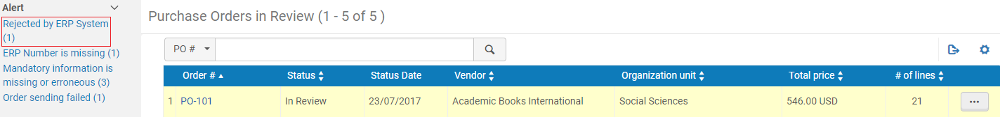 Alert
Rejected by ERP System
(1)
ERP Number is missing (1)
Mandatory information is
missing or erroneous (3)
Order sending failed (1)
Purchase Orders in Review (1 - 5 of 5 )
PO #
Order # Status Status Date Vendor Organization unit Total price # of lines
1 PO-101 In Review 23/07/2017 Academic Books International Social Sciences 546.00 USD 21